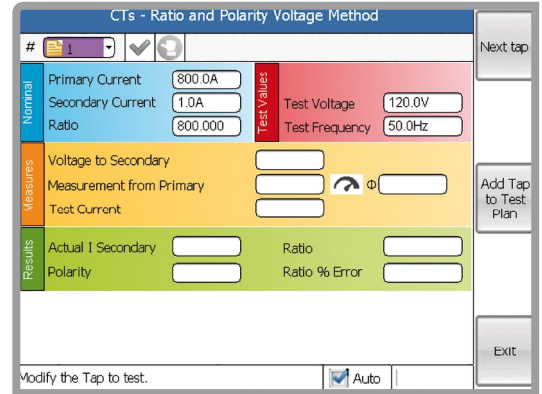 CTs - Ratio and Polarity Voltage Method
# 1
Next tap
Nominal
Primary Current 800.0A
Secondary Current 1.0A
Ratio 800.000
Test Values
Test Voltage 120.0V
Test Frequency 50.0Hz
Measures
Voltage to Secondary
Measurement from Primary Φ
Test Current
Add Tap
to Test
Plan
Results
Actual I Secondary Ratio
Polarity Ratio % Error
Exit
Modify the Tap to test. Auto